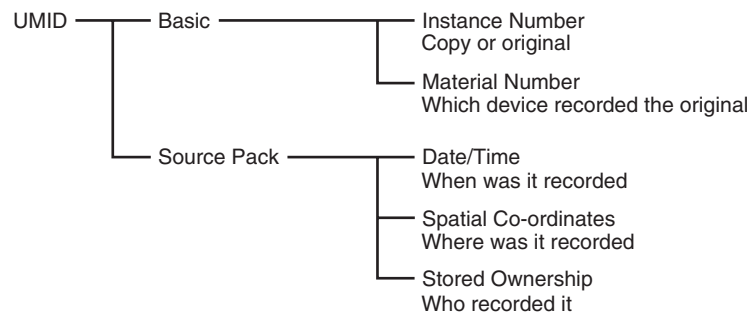 UMID
Basic
Instance Number
Copy or original
Material Number
Which device recorded the original
Source Pack
Date/Time
When was it recorded
Spatial Co-ordinates
Where was it recorded
Stored Ownership
Who recorded it